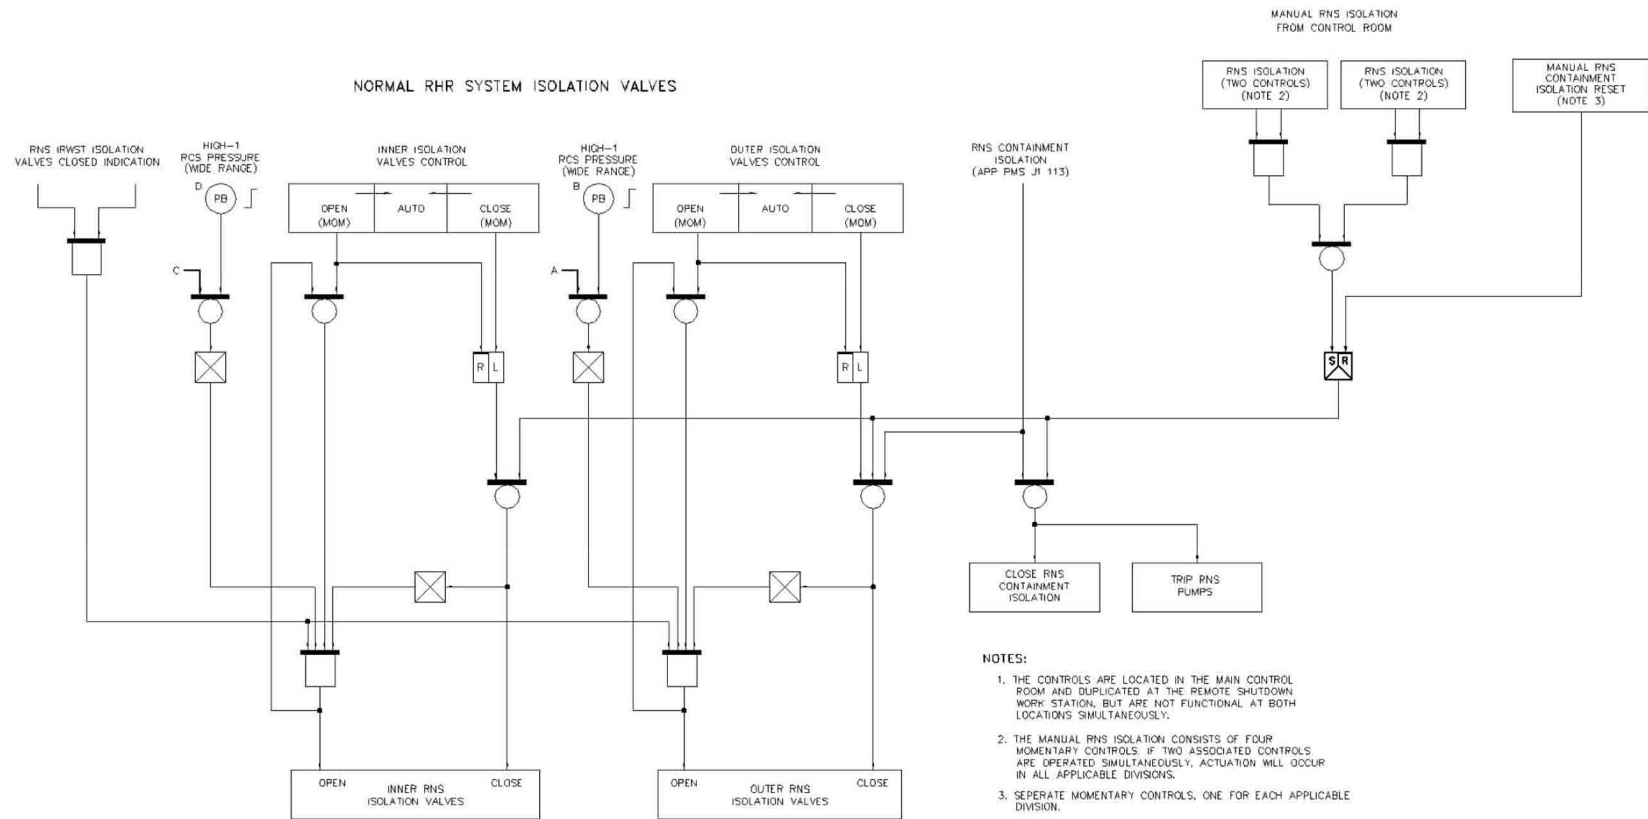 MANUAL RNS ISOLATION
FROM CONTROL ROOM
NORMAL RHR SYSTEM ISOLATION VALVES
RNS ISOLATION
(TWO CONTROLS)
(NOTE 2)
RNS ISOLATION
(TWO CONTROLS)
(NOTE 2)
MANUAL RNS
CONTAINMENT
ISOLATION RESET
(NOTE 3)
RNS IRWST ISOLATION
VALVES CLOSED INDICATION
HIGH-1
RCS PRESSURE
(WIDE RANGE)
D
PB
INNER ISOLATION
VALVES CONTROL
OPEN
(MOM)
AUTO
CLOSE
(MOM)
HIGH-1
RCS PRESSURE
(WIDE RANGE)
B
PB
OUTER ISOLATION
VALVES CONTROL
OPEN
(MOM)
AUTO
CLOSE
(MOM)
RNS CONTAINMENT
ISOLATION
(APP PMS J1 113)
C
A
R L
R L
S R
CLOSE RNS
CONTAINMENT
ISOLATION
TRIP RNS
PUMPS
OPEN
CLOSE
INNER RNS
ISOLATION VALVES
OPEN
CLOSE
OUTER RNS
ISOLATION VALVES
NOTES:
1. THE CONTROLS ARE LOCATED IN THE MAIN CONTROL
ROOM AND DUPLICATED AT THE REMOTE SHUTDOWN
WORK STATION, BUT ARE NOT FUNCTIONAL AT BOTH
LOCATIONS SIMULTANEOUSLY.
2. THE MANUAL RNS ISOLATION CONSISTS OF FOUR
MOMENTARY CONTROLS. IF TWO ASSOCIATED CONTROLS
ARE OPERATED SIMULTANEOUSLY, ACTUATION WILL OCCUR
IN ALL APPLICABLE DIVISIONS.
3. SEPERATE MOMENTARY CONTROLS, ONE FOR EACH APPLICABLE
DIVISION.